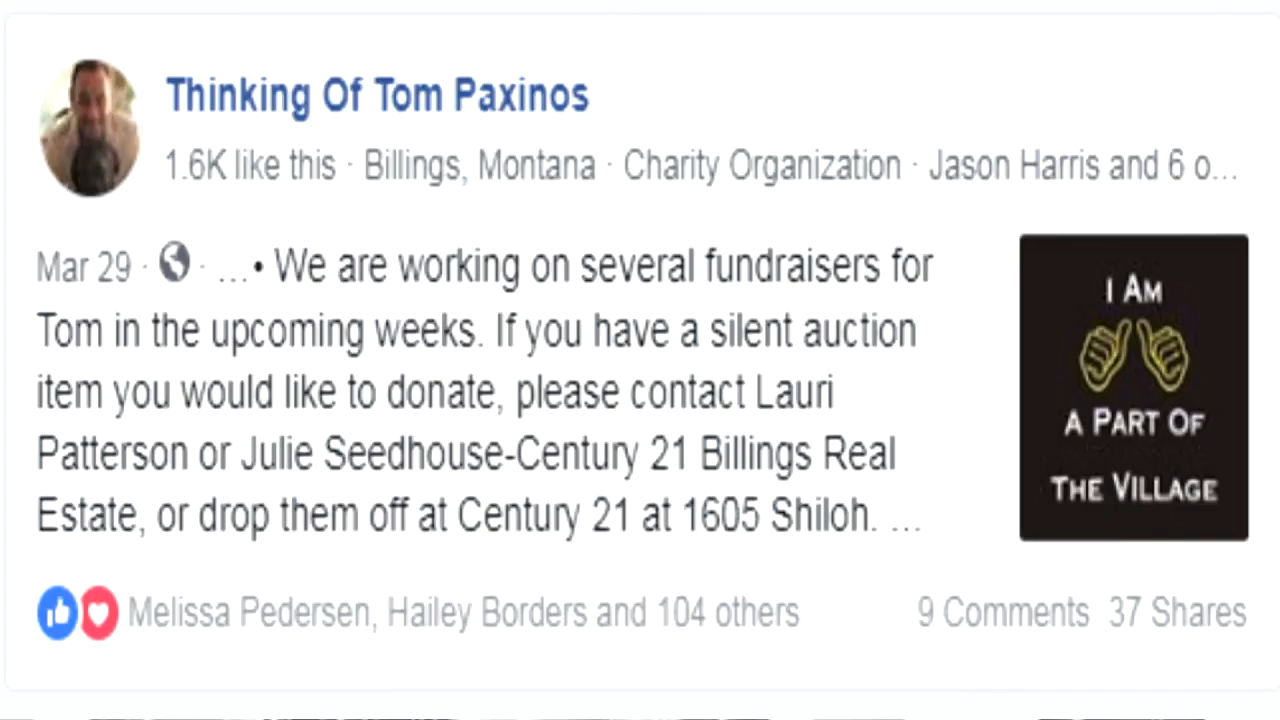 Thinking Of Tom Paxinos
1.6K like this · Billings, Montana · Charity Organization · Jason Harris and 6 o...
Mar 29 · · ...• We are working on several fundraisers for
Tom in the upcoming weeks. If you have a silent auction
item you would like to donate, please contact Lauri
Patterson or Julie Seedhouse-Century 21 Billings Real
Estate, or drop them off at Century 21 at 1605 Shiloh. ...
I AM
A PART OF
THE VILLAGE
Melissa Pedersen, Hailey Borders and 104 others
9 Comments 37 Shares